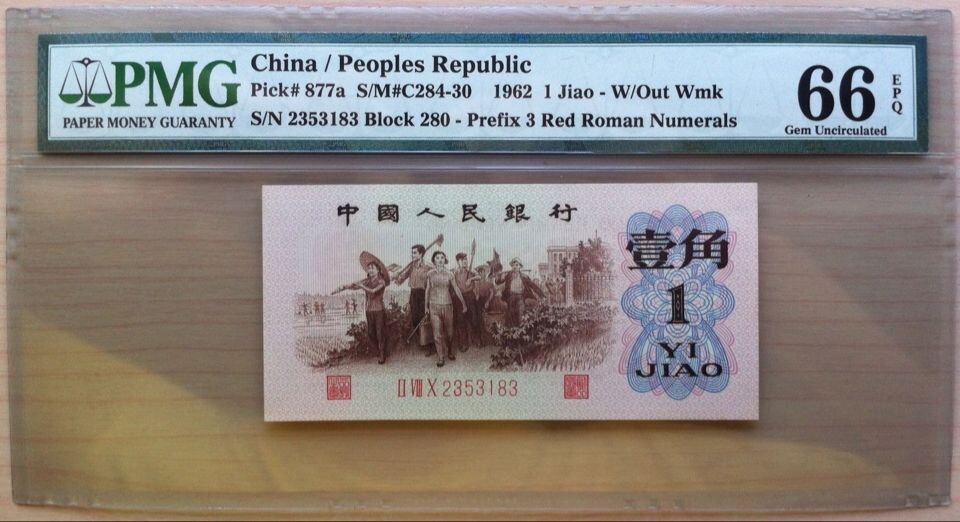 PMG
PAPER MONEY GUARANTY
China / Peoples Republic
Pick# 877a S/M#C284-30 1962 1 Jiao - W/Out Wmk
S/N 2353183 Block 280 - Prefix 3 Red Roman Numerals
66
EPQ
Gem Uncirculated
中國人民銀行
壹角
1
YI
JIAO
II VIII X 2353183